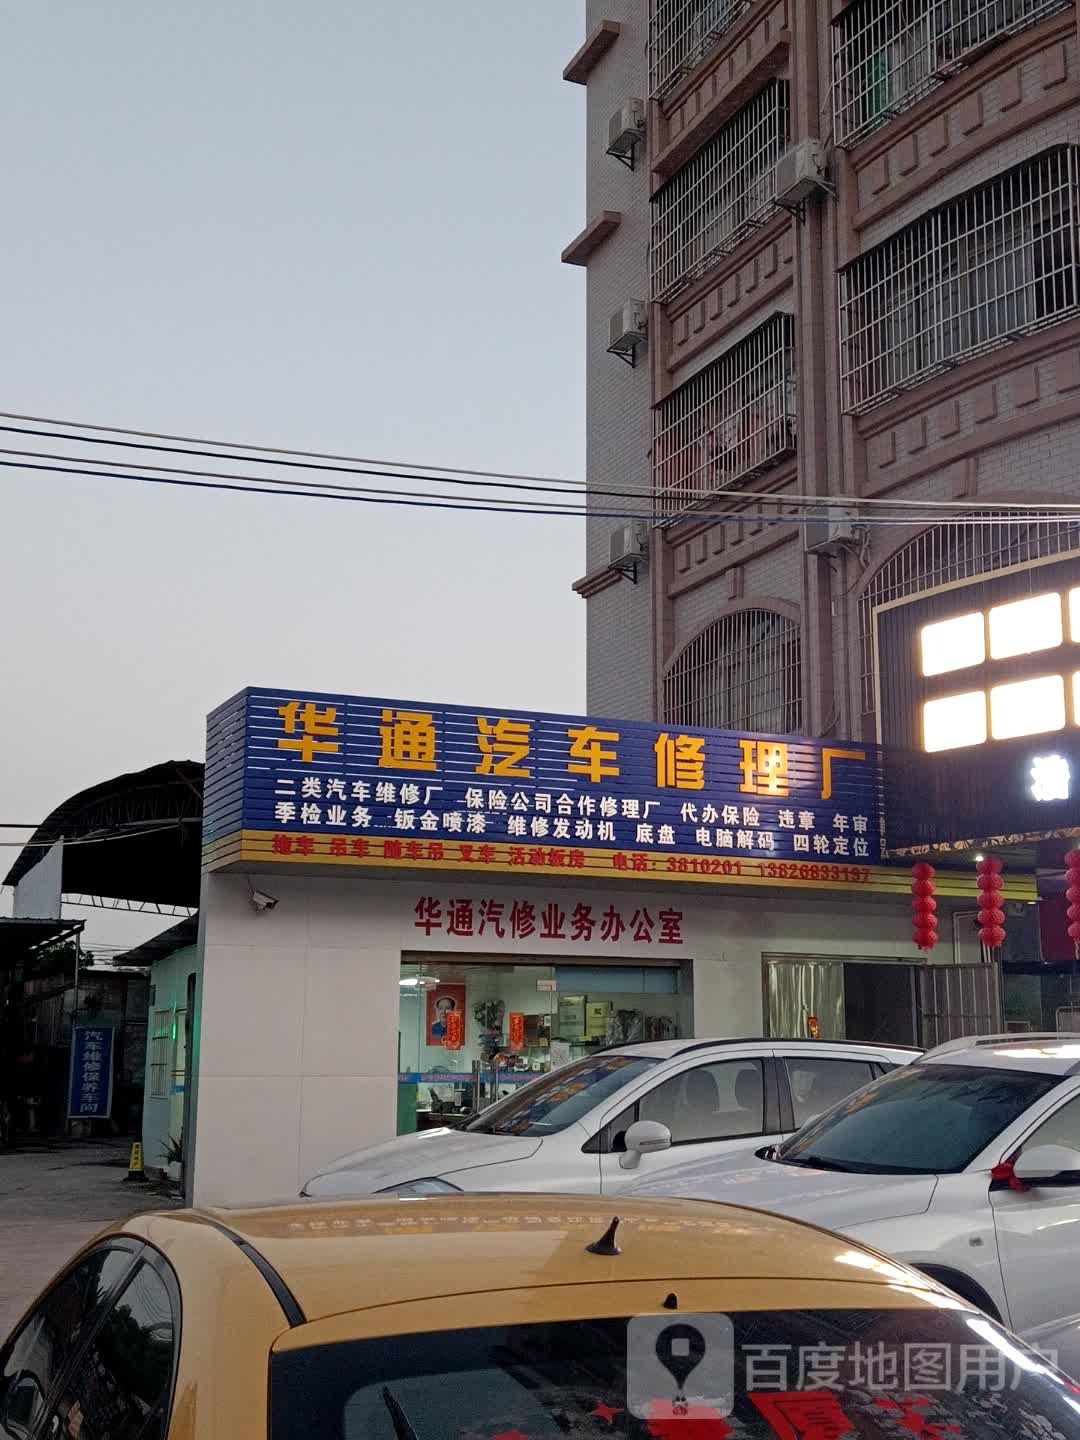 华通汽车修理厂
二类汽车维修厂 保险公司合作修理厂 代办保险 违章 年审
季检业务 钣金喷漆 维修发动机 底盘 电脑解码 四轮定位
拖车 吊车 随车吊 叉车 活动板房 电话：3810201 13826833197
华通汽修业务办公室
汽车维修保养车间
百度地图用户